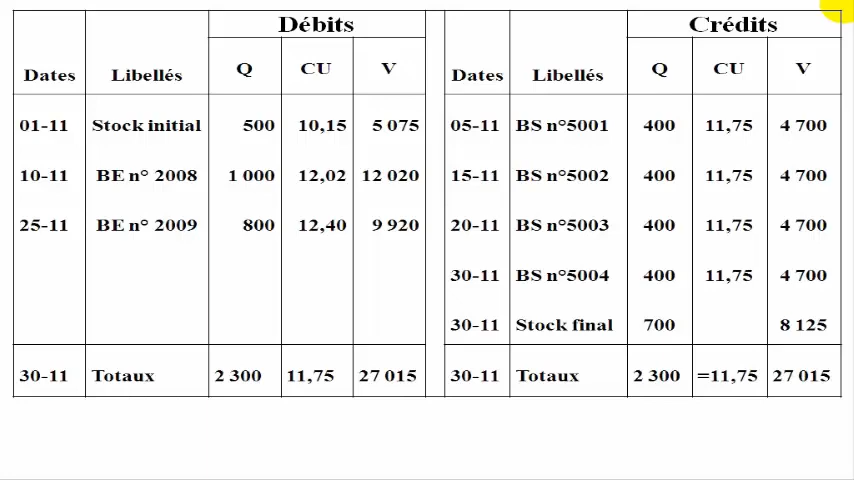 Débits Crédits
Dates Libellés Q CU V Dates Libellés Q CU V
01-11 Stock initial 500 10,15 5 075 05-11 BS n°5001 400 11,75 4 700
10-11 BE n° 2008 1 000 12,02 12 020 15-11 BS n°5002 400 11,75 4 700
25-11 BE n° 2009 800 12,40 9 920 20-11 BS n°5003 400 11,75 4 700
30-11 BS n°5004 400 11,75 4 700
30-11 Stock final 700 8 125
30-11 Totaux 2 300 11,75 27 015 30-11 Totaux 2 300 =11,75 27 015